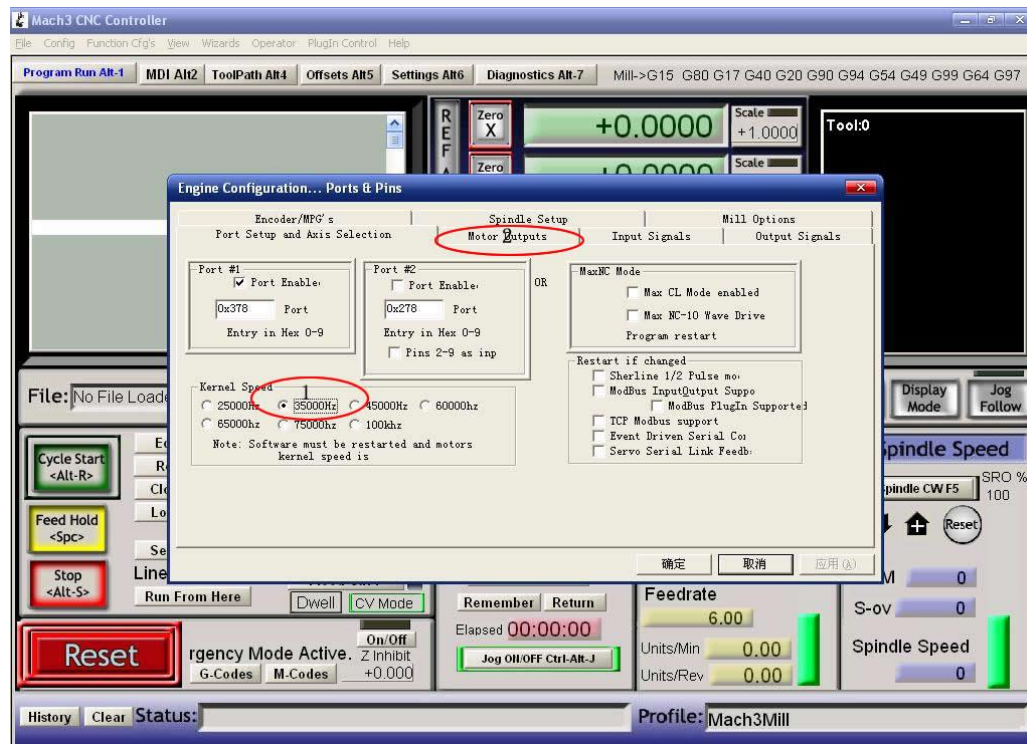 Mach3 CNC Controller
File Config Function Cfg's View Wizards Operator PlugIn Control Help
Program Run Alt-1 MDI Alt2 ToolPath Alt4 Offsets Alt5 Settings Alt6 Diagnostics Alt-7 Mill->G15 G80 G17 G40 G20 G90 G94 G54 G49 G99 G64 G97
R
E
F
Zero
X
+0.0000
Scale
+1.0000
Tool:0
Zero
Scale
Engine Configuration... Ports & Pins
Encoder/MPG's Spindle Setup Mill Options
Port Setup and Axis Selection Motor Outputs Input Signals Output Signals
2
Port #1 Port #2 OR MaxNC Mode
Port Enable Port Enable Max CL Mode enabled
0x378 Port 0x278 Port Max NC-10 Wave Drive
Entry in Hex 0-9 Entry in Hex 0-9 Program restart
Pins 2-9 as inp
Restart if changed
Sherline 1/2 Pulse mo
ModBus InputOutput Suppo
ModBus PlugIn Supported
TCP Modbus support
Event Driven Serial Co
Servo Serial Link Feedb
Kernel Speed 1
25000Hz 35000Hz 45000Hz 60000hz
65000hz 75000hz 100khz
Note: Software must be restarted and motors
kernel speed is
确定 取消 应用(A)
File: No File Loade
Display
Mode
Jog
Follow
Cycle Start
<Alt-R>
Feed Hold
<Spc>
Stop
<Alt-S>
Ed
Re
Clo
Lo
Se
Line
Run From Here
Dwell CV Mode
Remember Return
Elapsed 00:00:00
Jog ON/OFF Ctrl-Alt-J
Feedrate
6.00
Units/Min 0.00
Units/Rev 0.00
pindle Speed
pindle CW F5
SRO %
100
Reset
M 0
S-ov 0
Spindle Speed
0
Reset
rgency Mode Active.
G-Codes M-Codes
On/Off
Z Inhibit
+0.000
History Clear Status: Profile: Mach3Mill